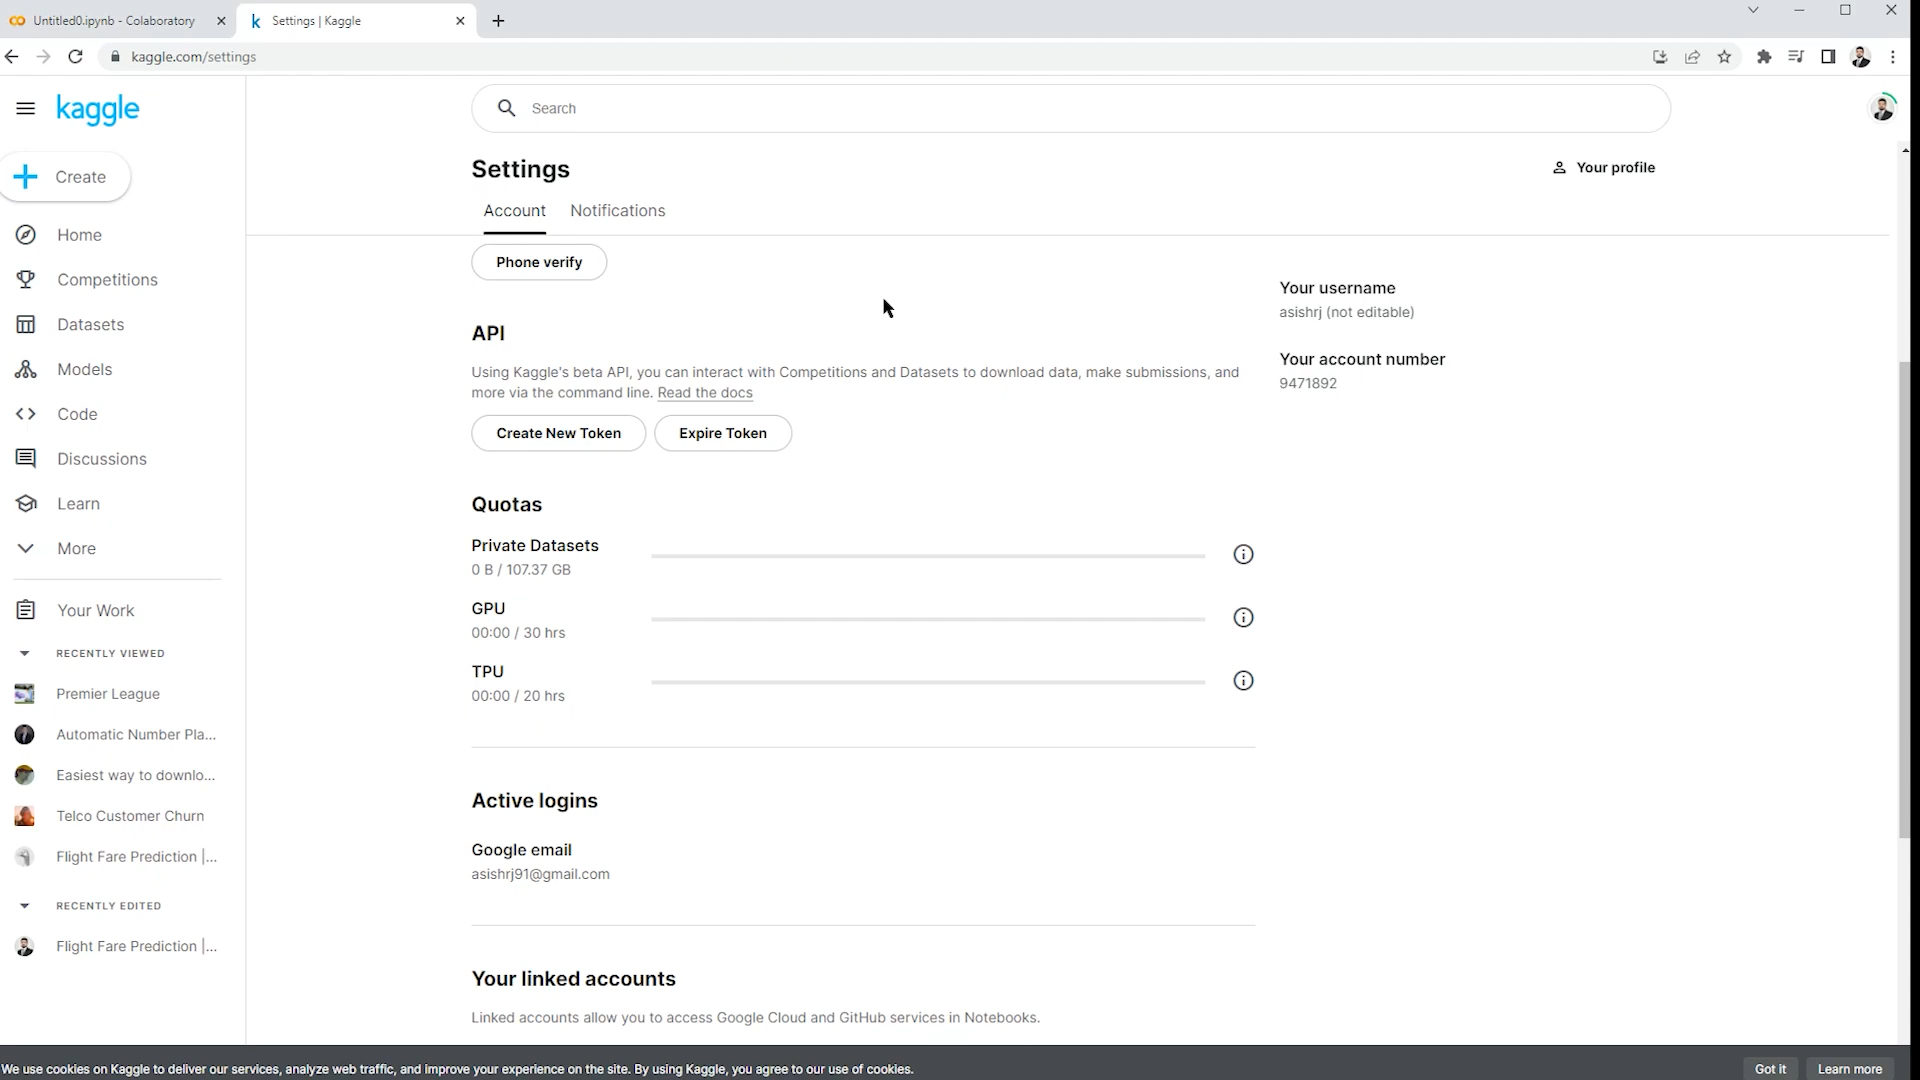 Untitled0.ipynb - Colaboratory
Settings | Kaggle
kaggle.com/settings
kaggle
Search
Create
Settings
Your profile
Account
Notifications
Home
Competitions
Datasets
Models
Code
Discussions
Learn
More
Your Work
RECENTLY VIEWED
Premier League
Automatic Number Pla...
Easiest way to downlo...
Telco Customer Churn
Flight Fare Prediction |...
RECENTLY EDITED
Flight Fare Prediction |...
Phone verify
API
Using Kaggle's beta API, you can interact with Competitions and Datasets to download data, make submissions, and
more via the command line. Read the docs
Create New Token
Expire Token
Quotas
Private Datasets
0 B / 107.37 GB
GPU
00:00 / 30 hrs
TPU
00:00 / 20 hrs
Active logins
Google email
asishrj91@gmail.com
Your linked accounts
Linked accounts allow you to access Google Cloud and GitHub services in Notebooks.
Your username
asishrj (not editable)
Your account number
9471892
We use cookies on Kaggle to deliver our services, analyze web traffic, and improve your experience on the site. By using Kaggle, you agree to our use of cookies.
Got it
Learn more